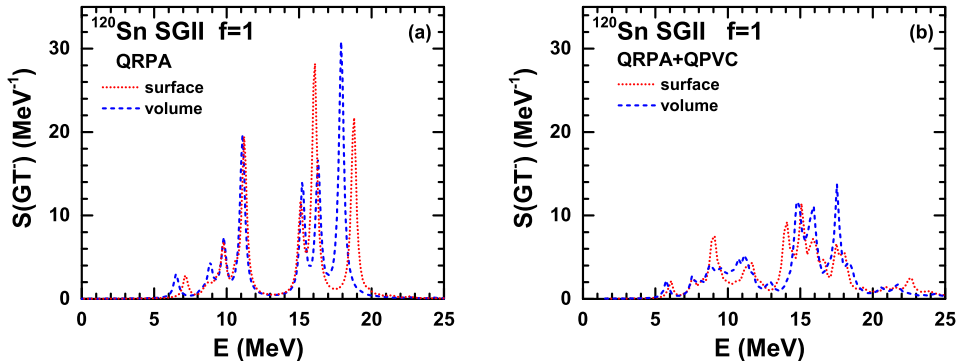 ¹²⁰Sn SGII f=1 (a)
QRPA
surface
volume
S(GT⁻) (MeV⁻¹)
30
20
10
0
0 5 10 15 20 25
E (MeV)
¹²⁰Sn SGII f=1 (b)
QRPA+QPVC
surface
volume
S(GT⁻) (MeV⁻¹)
30
20
10
0
0 5 10 15 20 25
E (MeV)